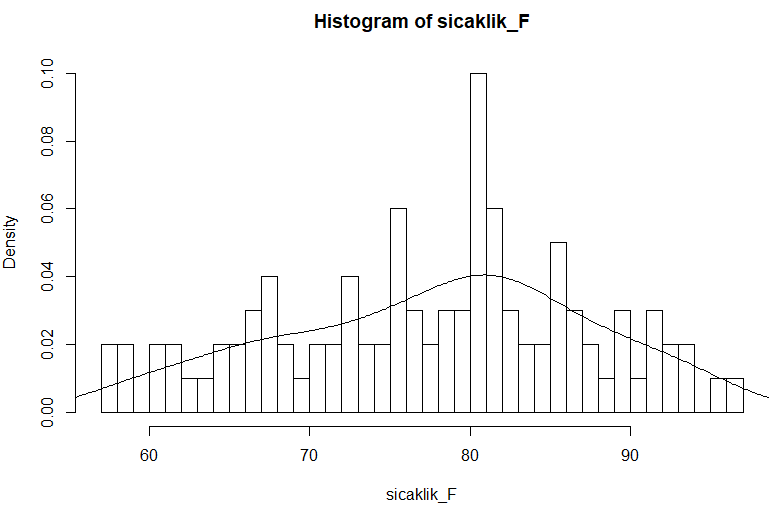 Histogram of sicaklik_F
Density
0.00 0.02 0.04 0.06 0.08 0.10
60 70 80 90
sicaklik_F